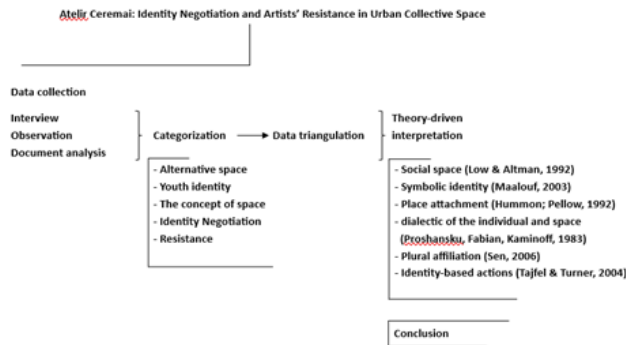 Atelir Ceremai: Identity Negotiation and Artists' Resistance in Urban Collective Space
Data collection
Interview
Observation
Document analysis
Categorization
Data triangulation
- Alternative space
- Youth identity
- The concept of space
- Identity Negotiation
- Resistance
Theory-driven
interpretation
- Social space (Low & Altman, 1992)
- Symbolic identity (Maalouf, 2003)
- Place attachment (Hummon; Pellow, 1992)
- dialectic of the individual and space
(Proshansku, Fabian, Kaminoff, 1983)
- Plural affiliation (Sen, 2006)
- Identity-based actions (Tajfel & Turner, 2004)
Conclusion